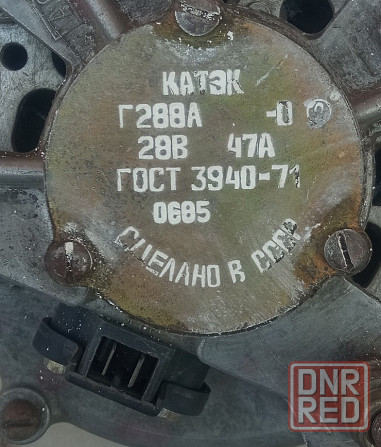 КАТЭК
Г288А -0
28В 47А
ГОСТ 3940-71
0685
СДЕЛАНО В СССР
DNR
RED